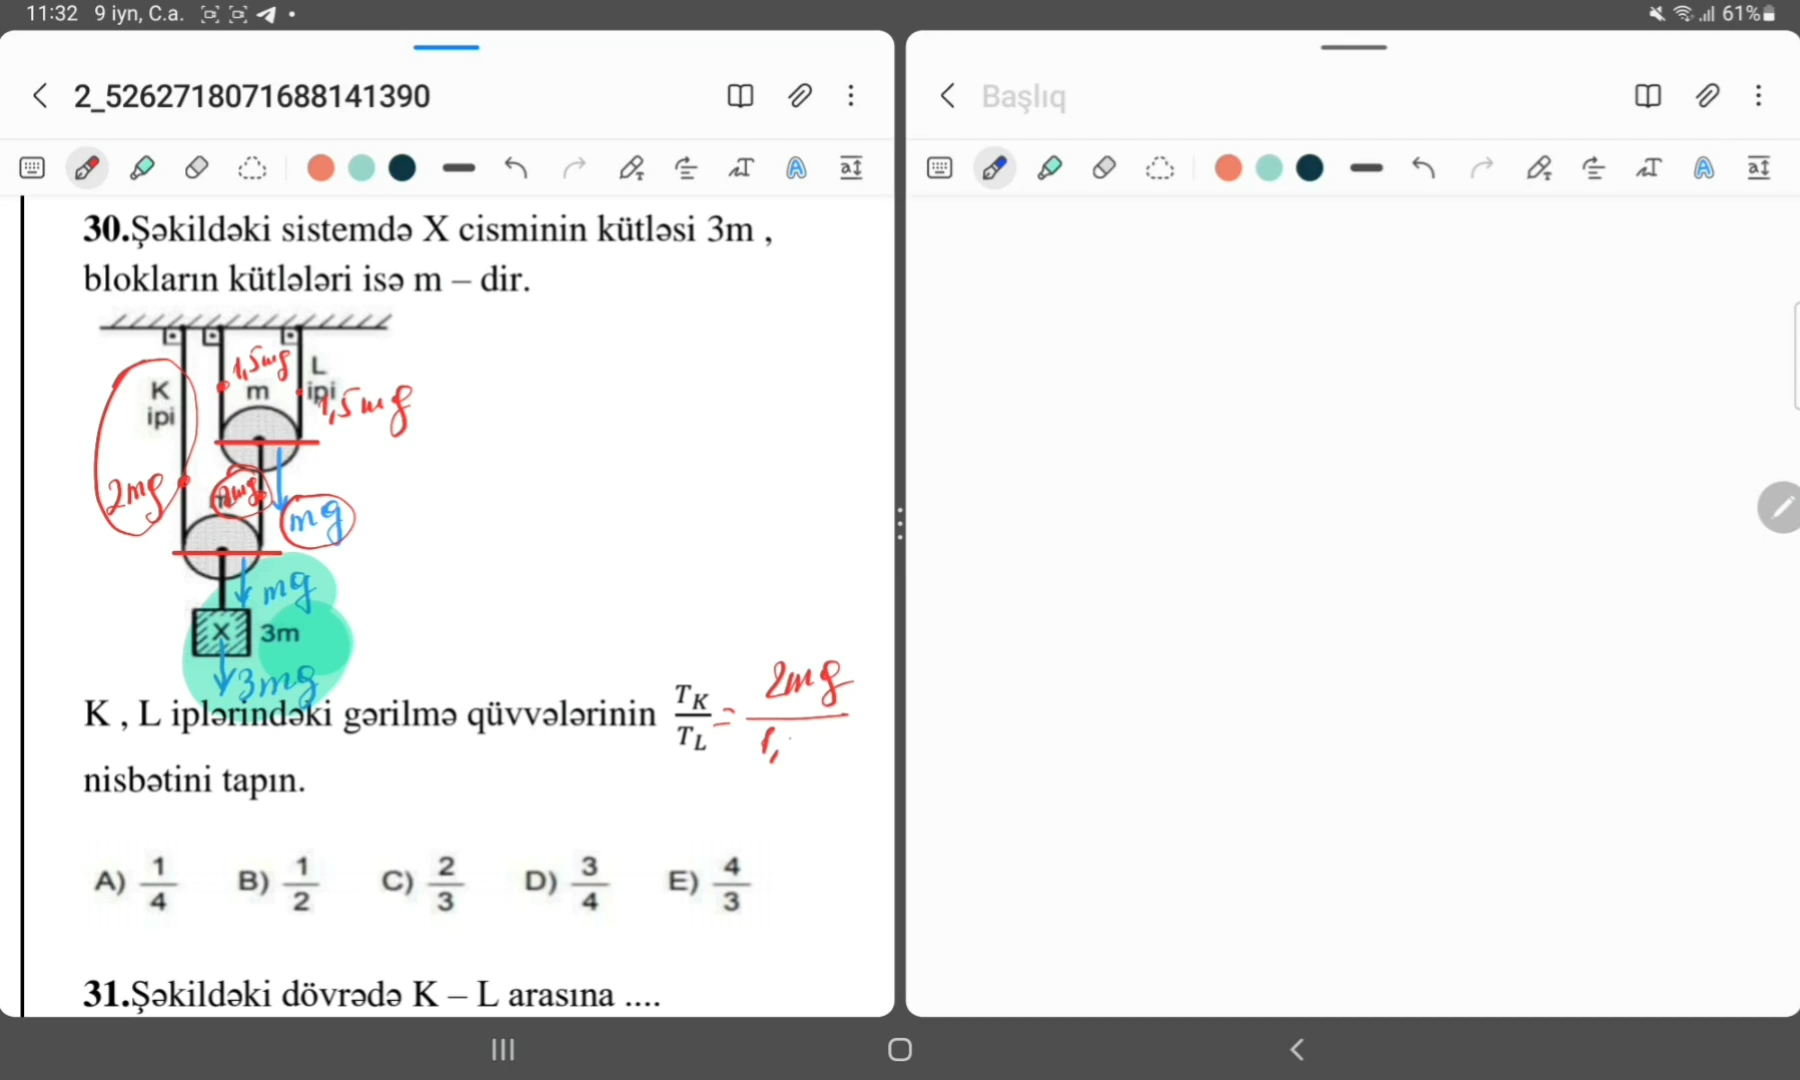 11:32 9 iyn, C.a.
61%
2_5262718071688141390
Başlıq
30.Şəkildəki sistemdə X cisminin kütləsi 3m ,
blokların kütlələri isə m – dir.
1,5mg
L
K
m
ipi
ipi
1,5mg
2mg
2mg
mg
mg
X
3m
3mg
2mg
K , L iplərindəki gərilmə qüvvələrinin TK/TL =
1,
nisbətini tapın.
A) 1/4 B) 1/2 C) 2/3 D) 3/4 E) 4/3
31.Şəkildəki dövrədə K – L arasına ....